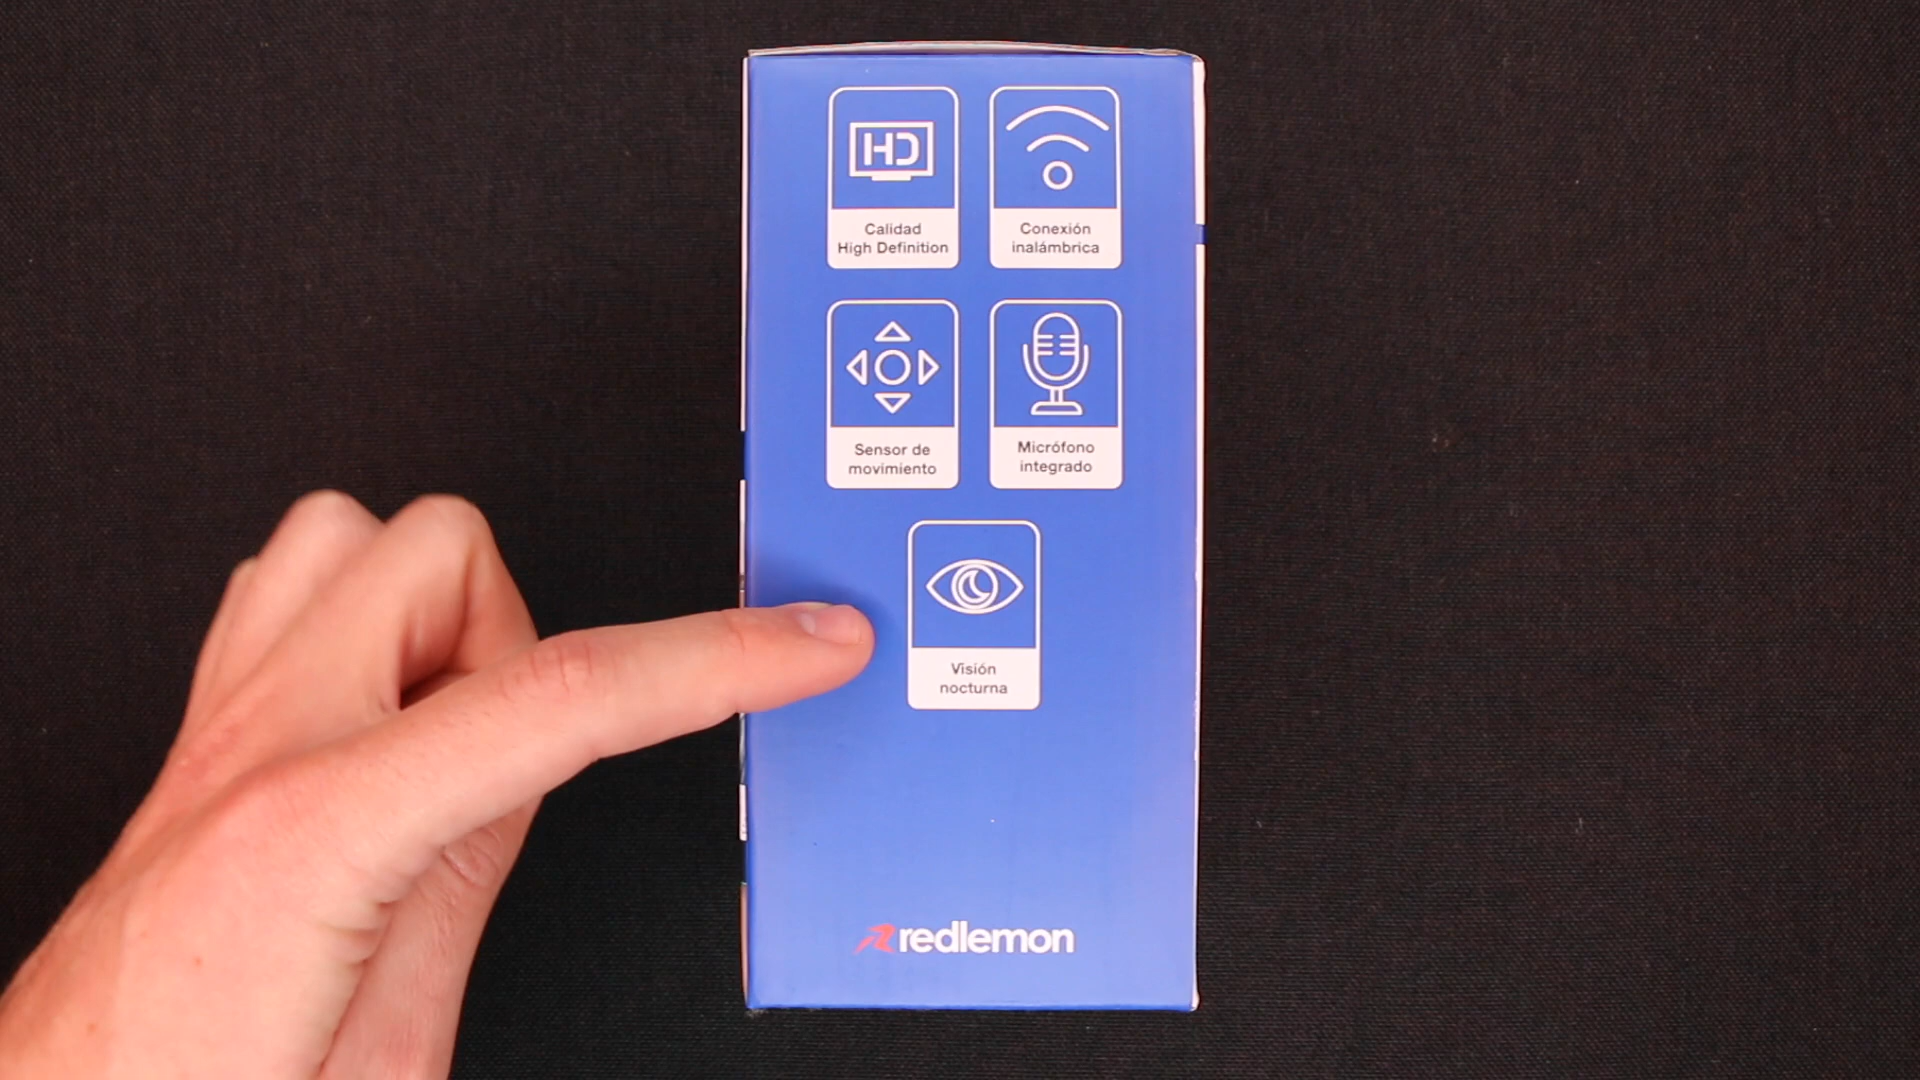 HD
Calidad
High Definition
Conexión
inalámbrica
Sensor de
movimiento
Micrófono
integrado
Visión
nocturna
redlemon